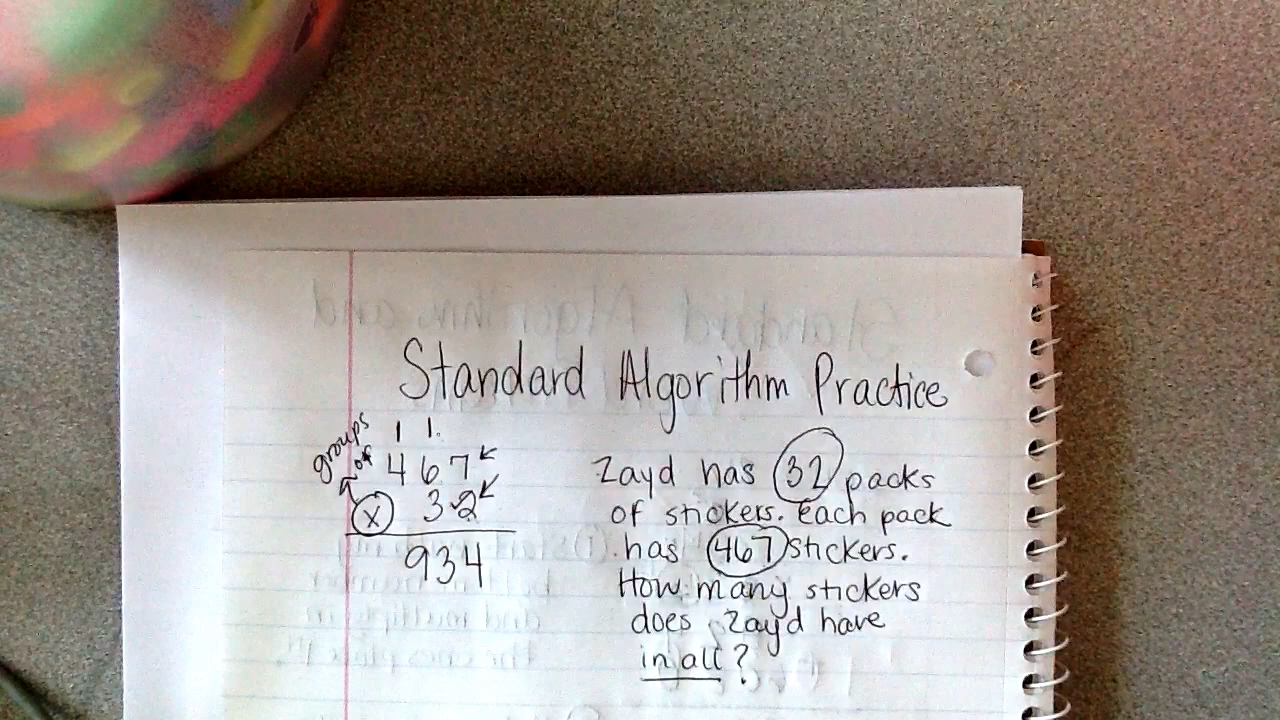 Standard Algorithm Practice
groups of
1 1
467
x 32
934
Zayd has 32 packs
of stickers. Each pack
has 467 stickers.
How many stickers
does Zayd have
in all?